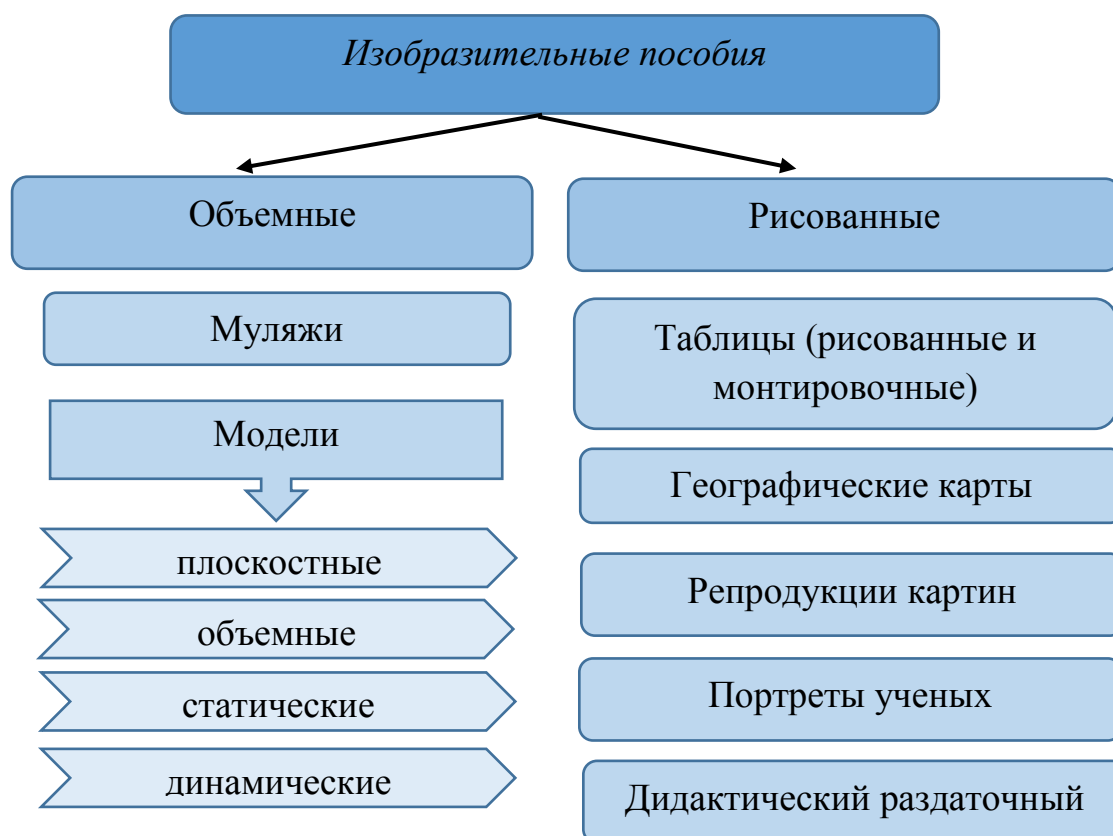 Изобразительные пособия
Объемные
Муляжи
Модели
плоскостные
объемные
статические
динамические
Рисованные
Таблицы (рисованные и
монтировочные)
Географические карты
Репродукции картин
Портреты ученых
Дидактический раздаточный